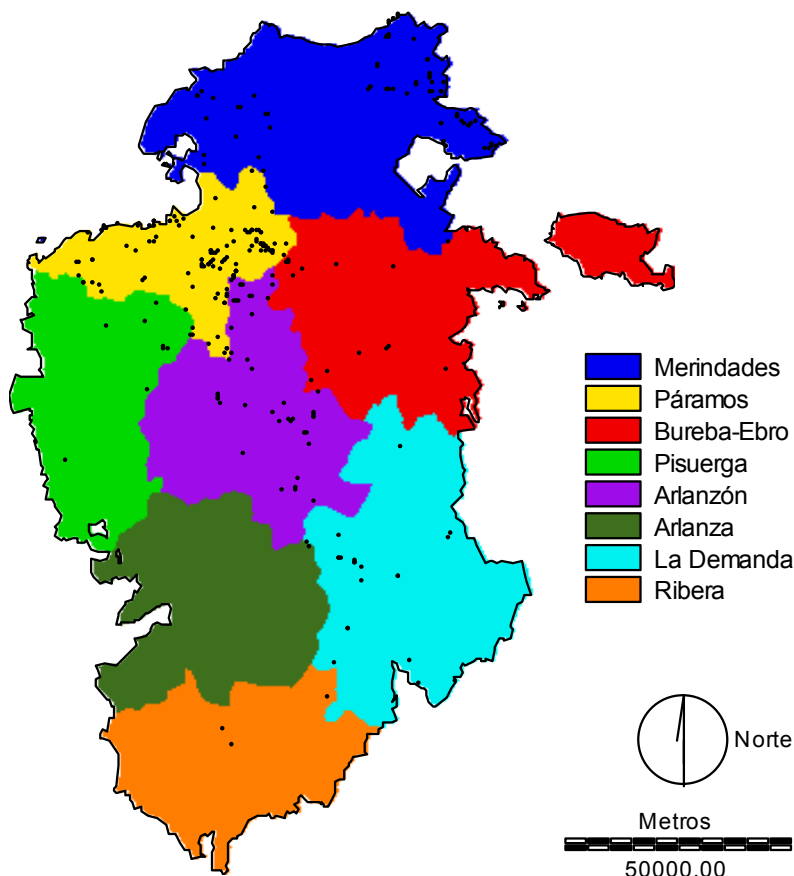 Merindades
Páramos
Bureba-Ebro
Pisuerga
Arlanzón
Arlanza
La Demanda
Ribera
Norte
Metros
50000.00